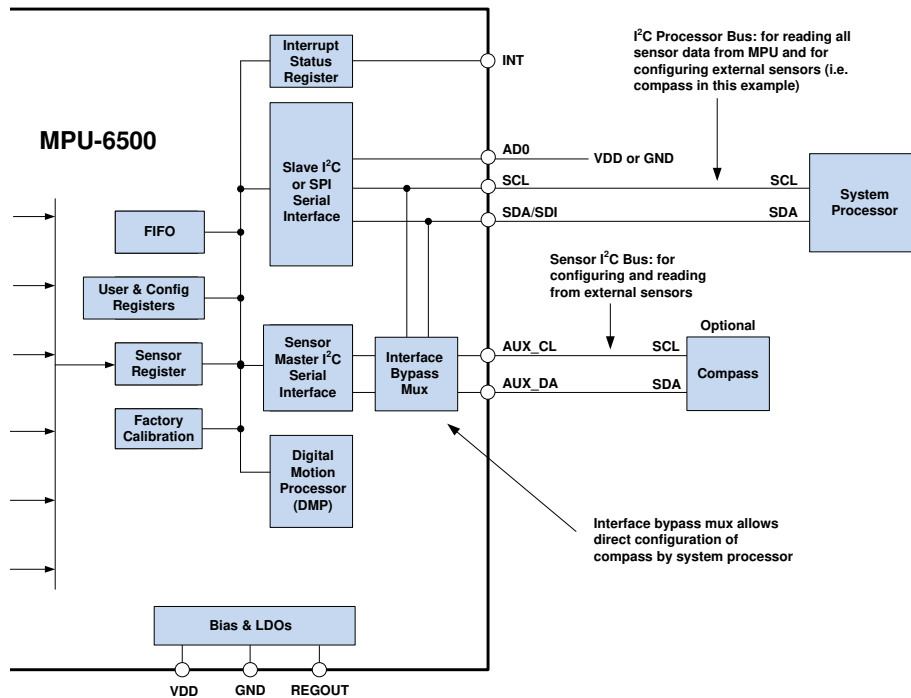 MPU-6500
Interrupt
Status
Register
INT
I²C Processor Bus: for reading all
sensor data from MPU and for
configuring external sensors (i.e.
compass in this example)
Slave I²C
or SPI
Serial
Interface
AD0
VDD or GND
SCL
SCL
SDA/SDI
SDA
System
Processor
FIFO
User & Config
Registers
Sensor I²C Bus: for
configuring and reading
from external sensors
Sensor
Register
Sensor
Master I²C
Serial
Interface
Interface
Bypass
Mux
AUX_CL
SCL
AUX_DA
SDA
Optional
Compass
Factory
Calibration
Digital
Motion
Processor
(DMP)
Interface bypass mux allows
direct configuration of
compass by system processor
Bias & LDOs
VDD
GND
REGOUT